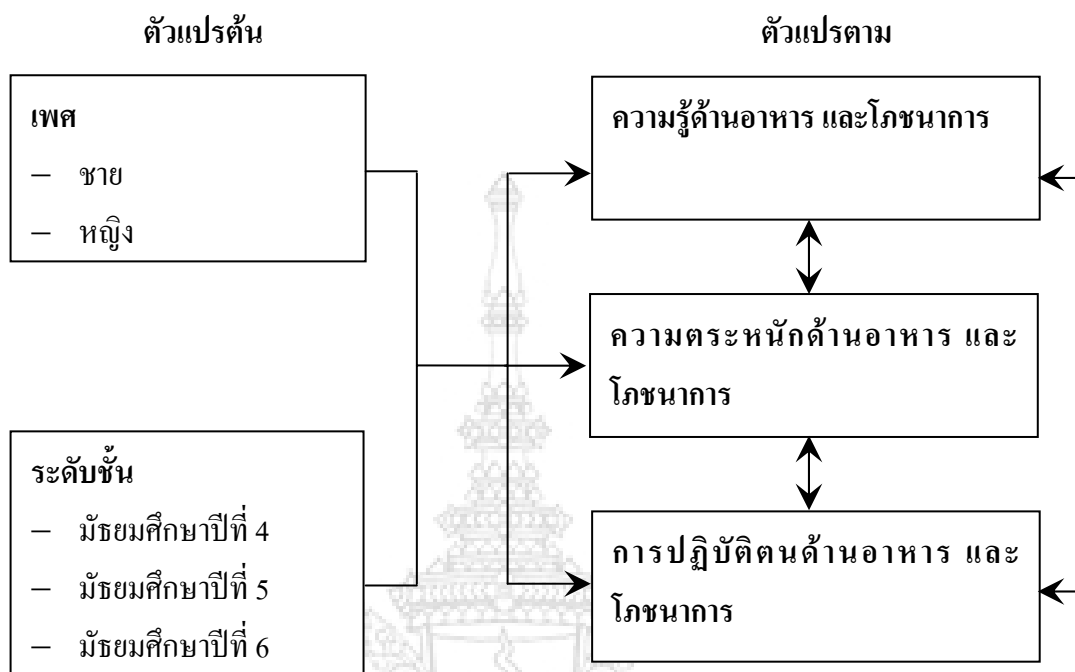 ตัวแปรต้น
ตัวแปรตาม
เพศ
– ชาย
– หญิง
ระดับชั้น
– มัธยมศึกษาปีที่ 4
– มัธยมศึกษาปีที่ 5
– มัธยมศึกษาปีที่ 6
ความรู้ด้านอาหาร และโภชนาการ
ความตระหนักด้านอาหาร และ
โภชนาการ
การปฏิบัติตนด้านอาหาร และ
โภชนาการ